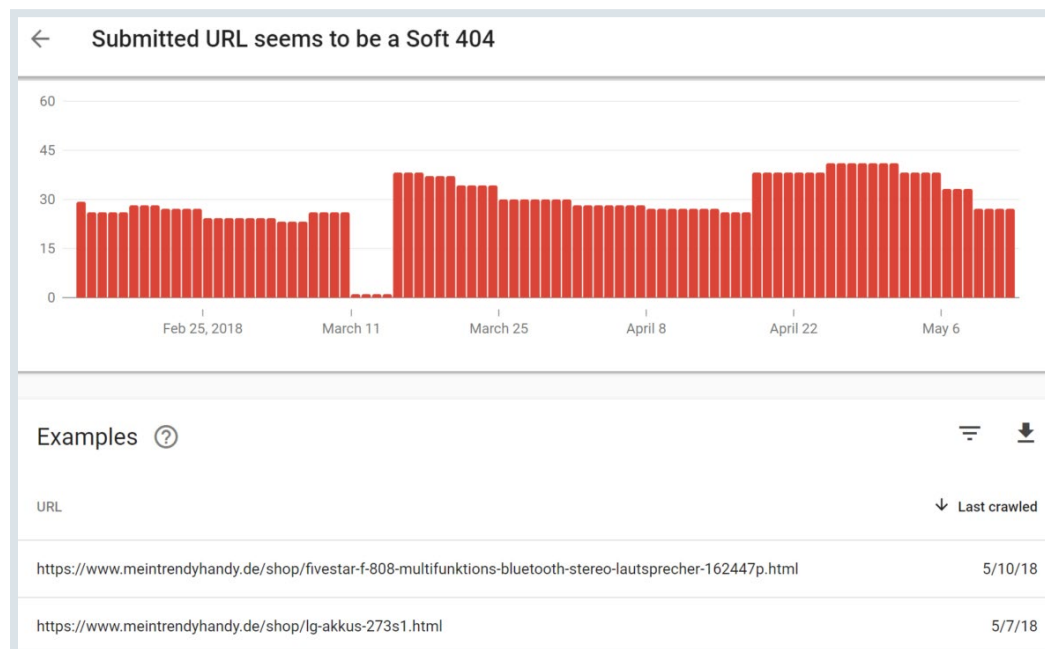 Submitted URL seems to be a Soft 404
60
45
30
15
0
Feb 25, 2018 March 11 March 25 April 8 April 22 May 6
Examples
URL Last crawled
https://www.meintrendyhandy.de/shop/fivestar-f-808-multifunktions-bluetooth-stereo-lautsprecher-162447p.html 5/10/18
https://www.meintrendyhandy.de/shop/lg-akkus-273s1.html 5/7/18